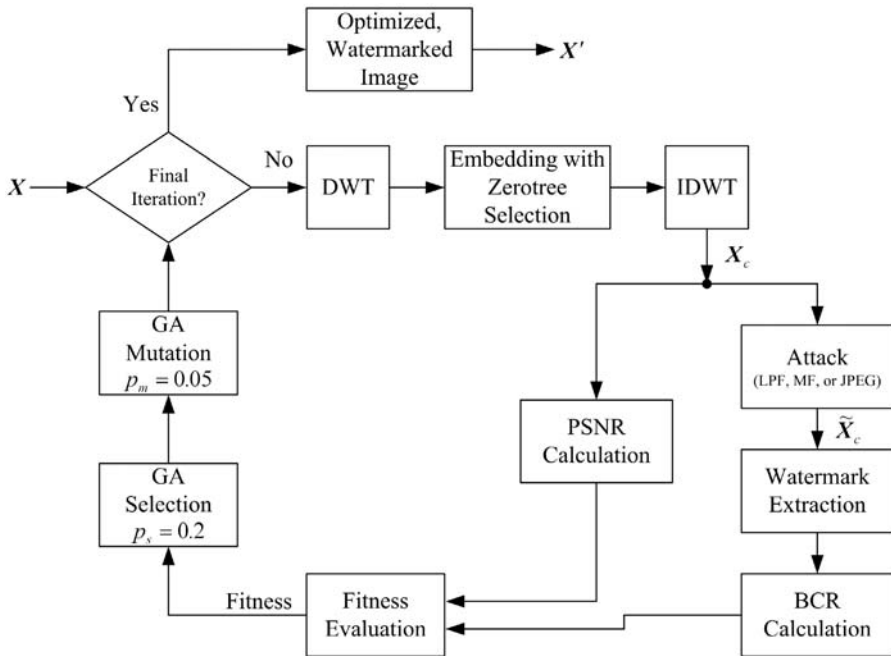 Optimized,
Watermarked
Image
X'
Yes
No
X
Final
Iteration?
DWT
Embedding with
Zerotree
Selection
IDWT
X_c
GA
Mutation
p_m = 0.05
Attack
(LPF, MF, or JPEG)
PSNR
Calculation
X̃_c
GA
Selection
p_s = 0.2
Watermark
Extraction
Fitness
Fitness
Evaluation
BCR
Calculation